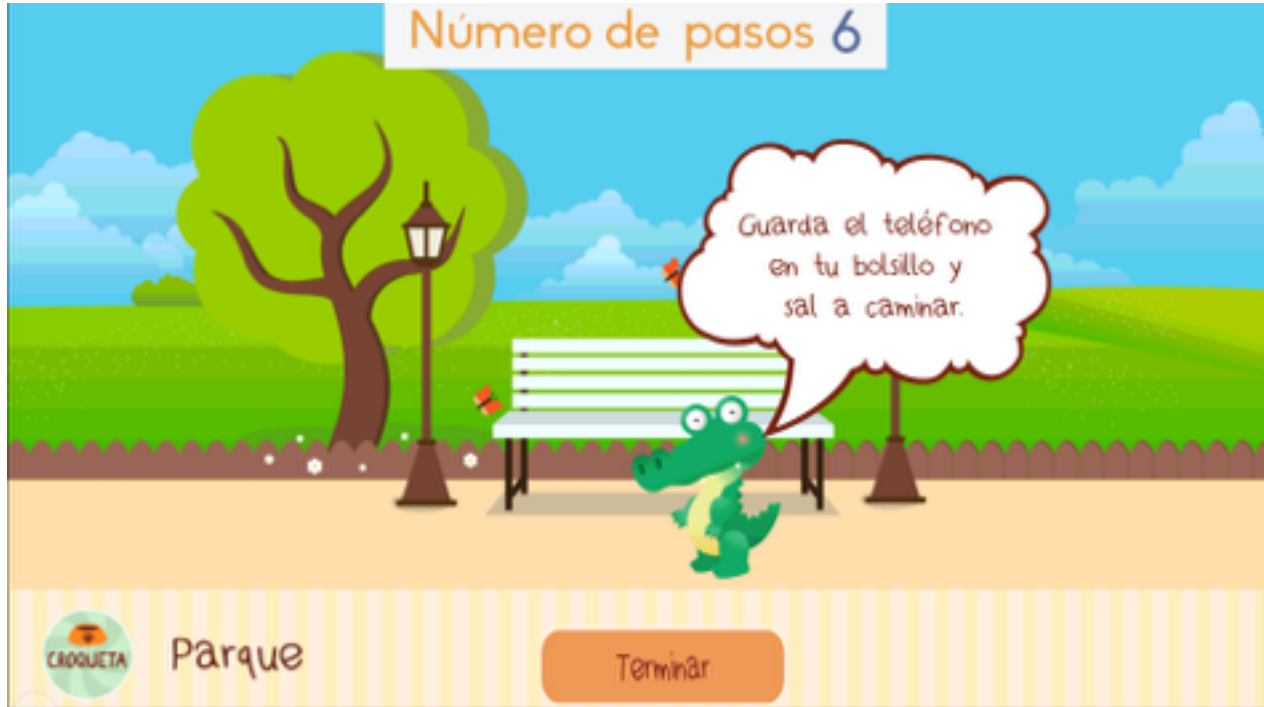 Número de pasos 6
Guarda el teléfono
en tu bolsillo y
sal a caminar.
CROQUETA
Parque
Terminar